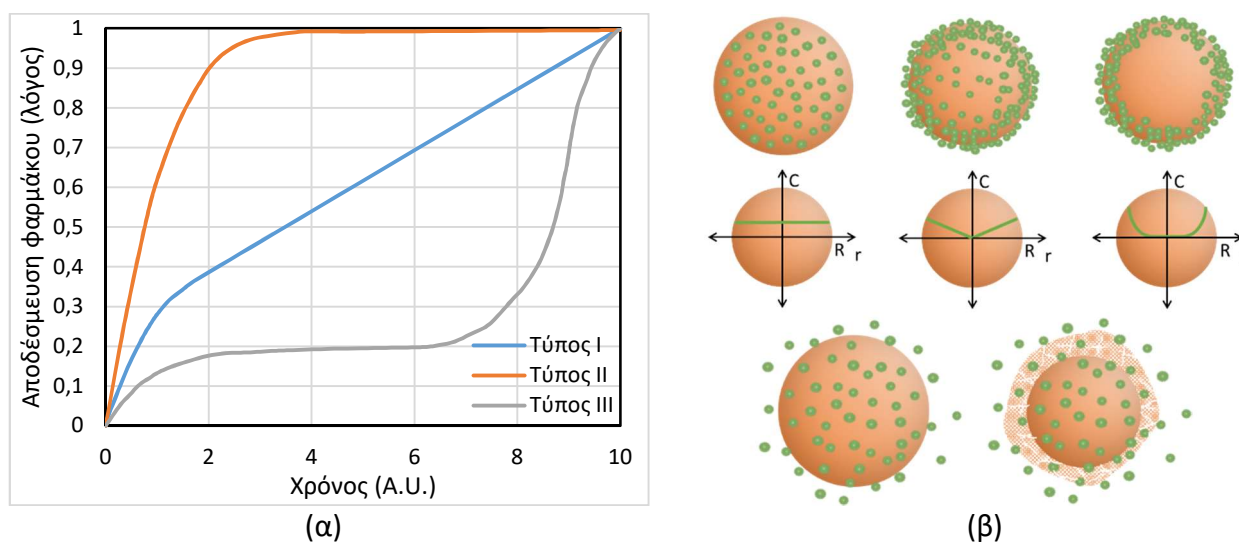 Αποδέσμευση φαρμάκου (λόγος)
1
0,9
0,8
0,7
0,6
0,5
0,4
0,3
0,2
0,1
0
0 2 4 6 8 10
Χρόνος (A.U.)
Τύπος I
Τύπος II
Τύπος III
(α)
C C C
R r R r R
(β)